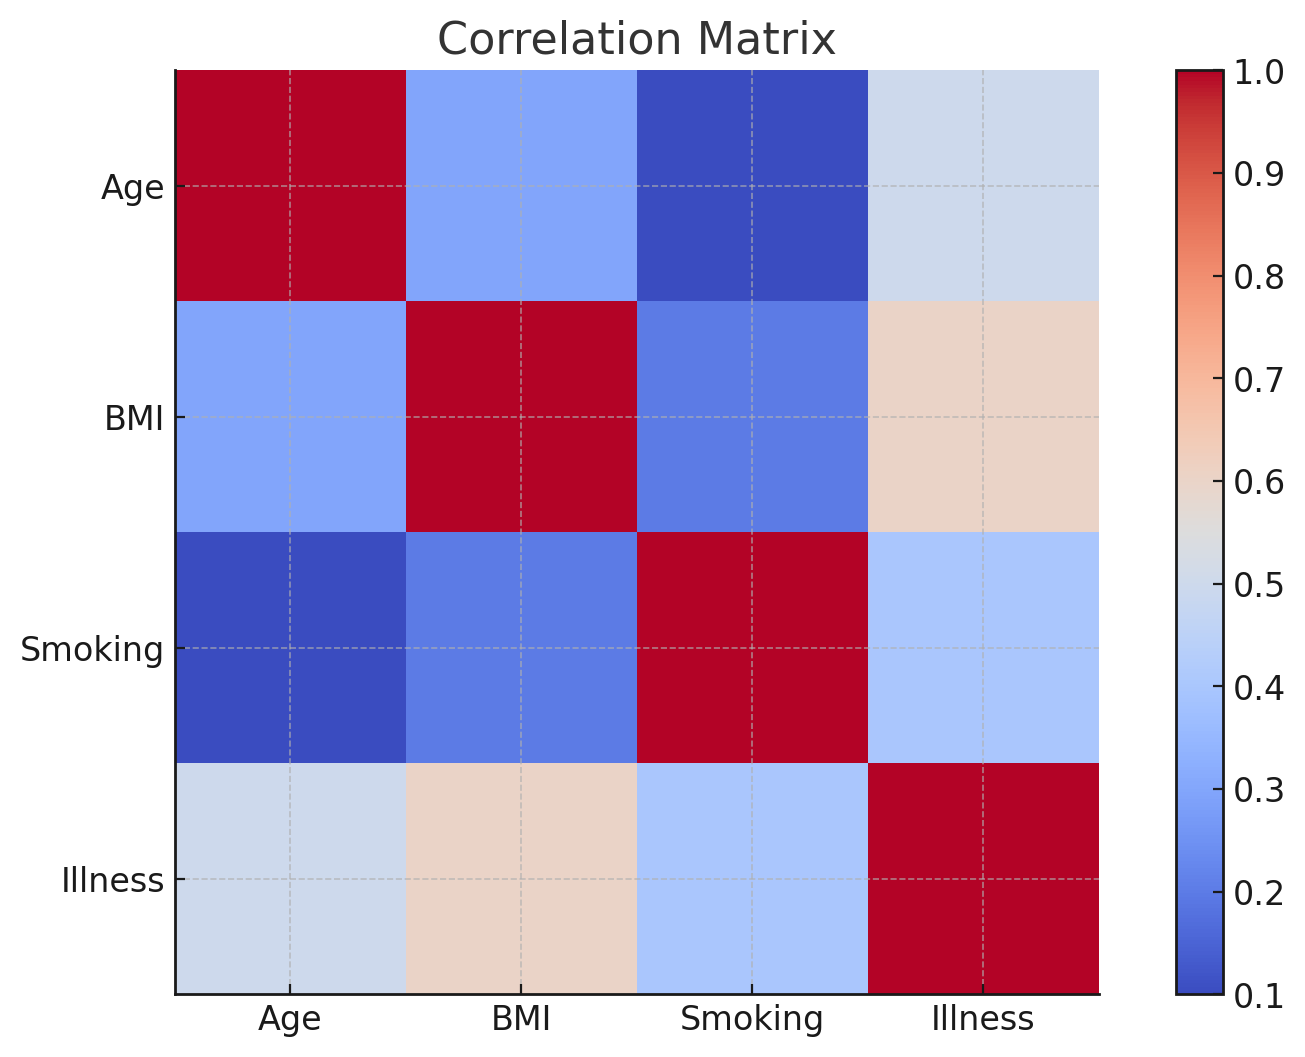 Correlation Matrix
Age
BMI
Smoking
Illness
Age BMI Smoking Illness
1.0
0.9
0.8
0.7
0.6
0.5
0.4
0.3
0.2
0.1